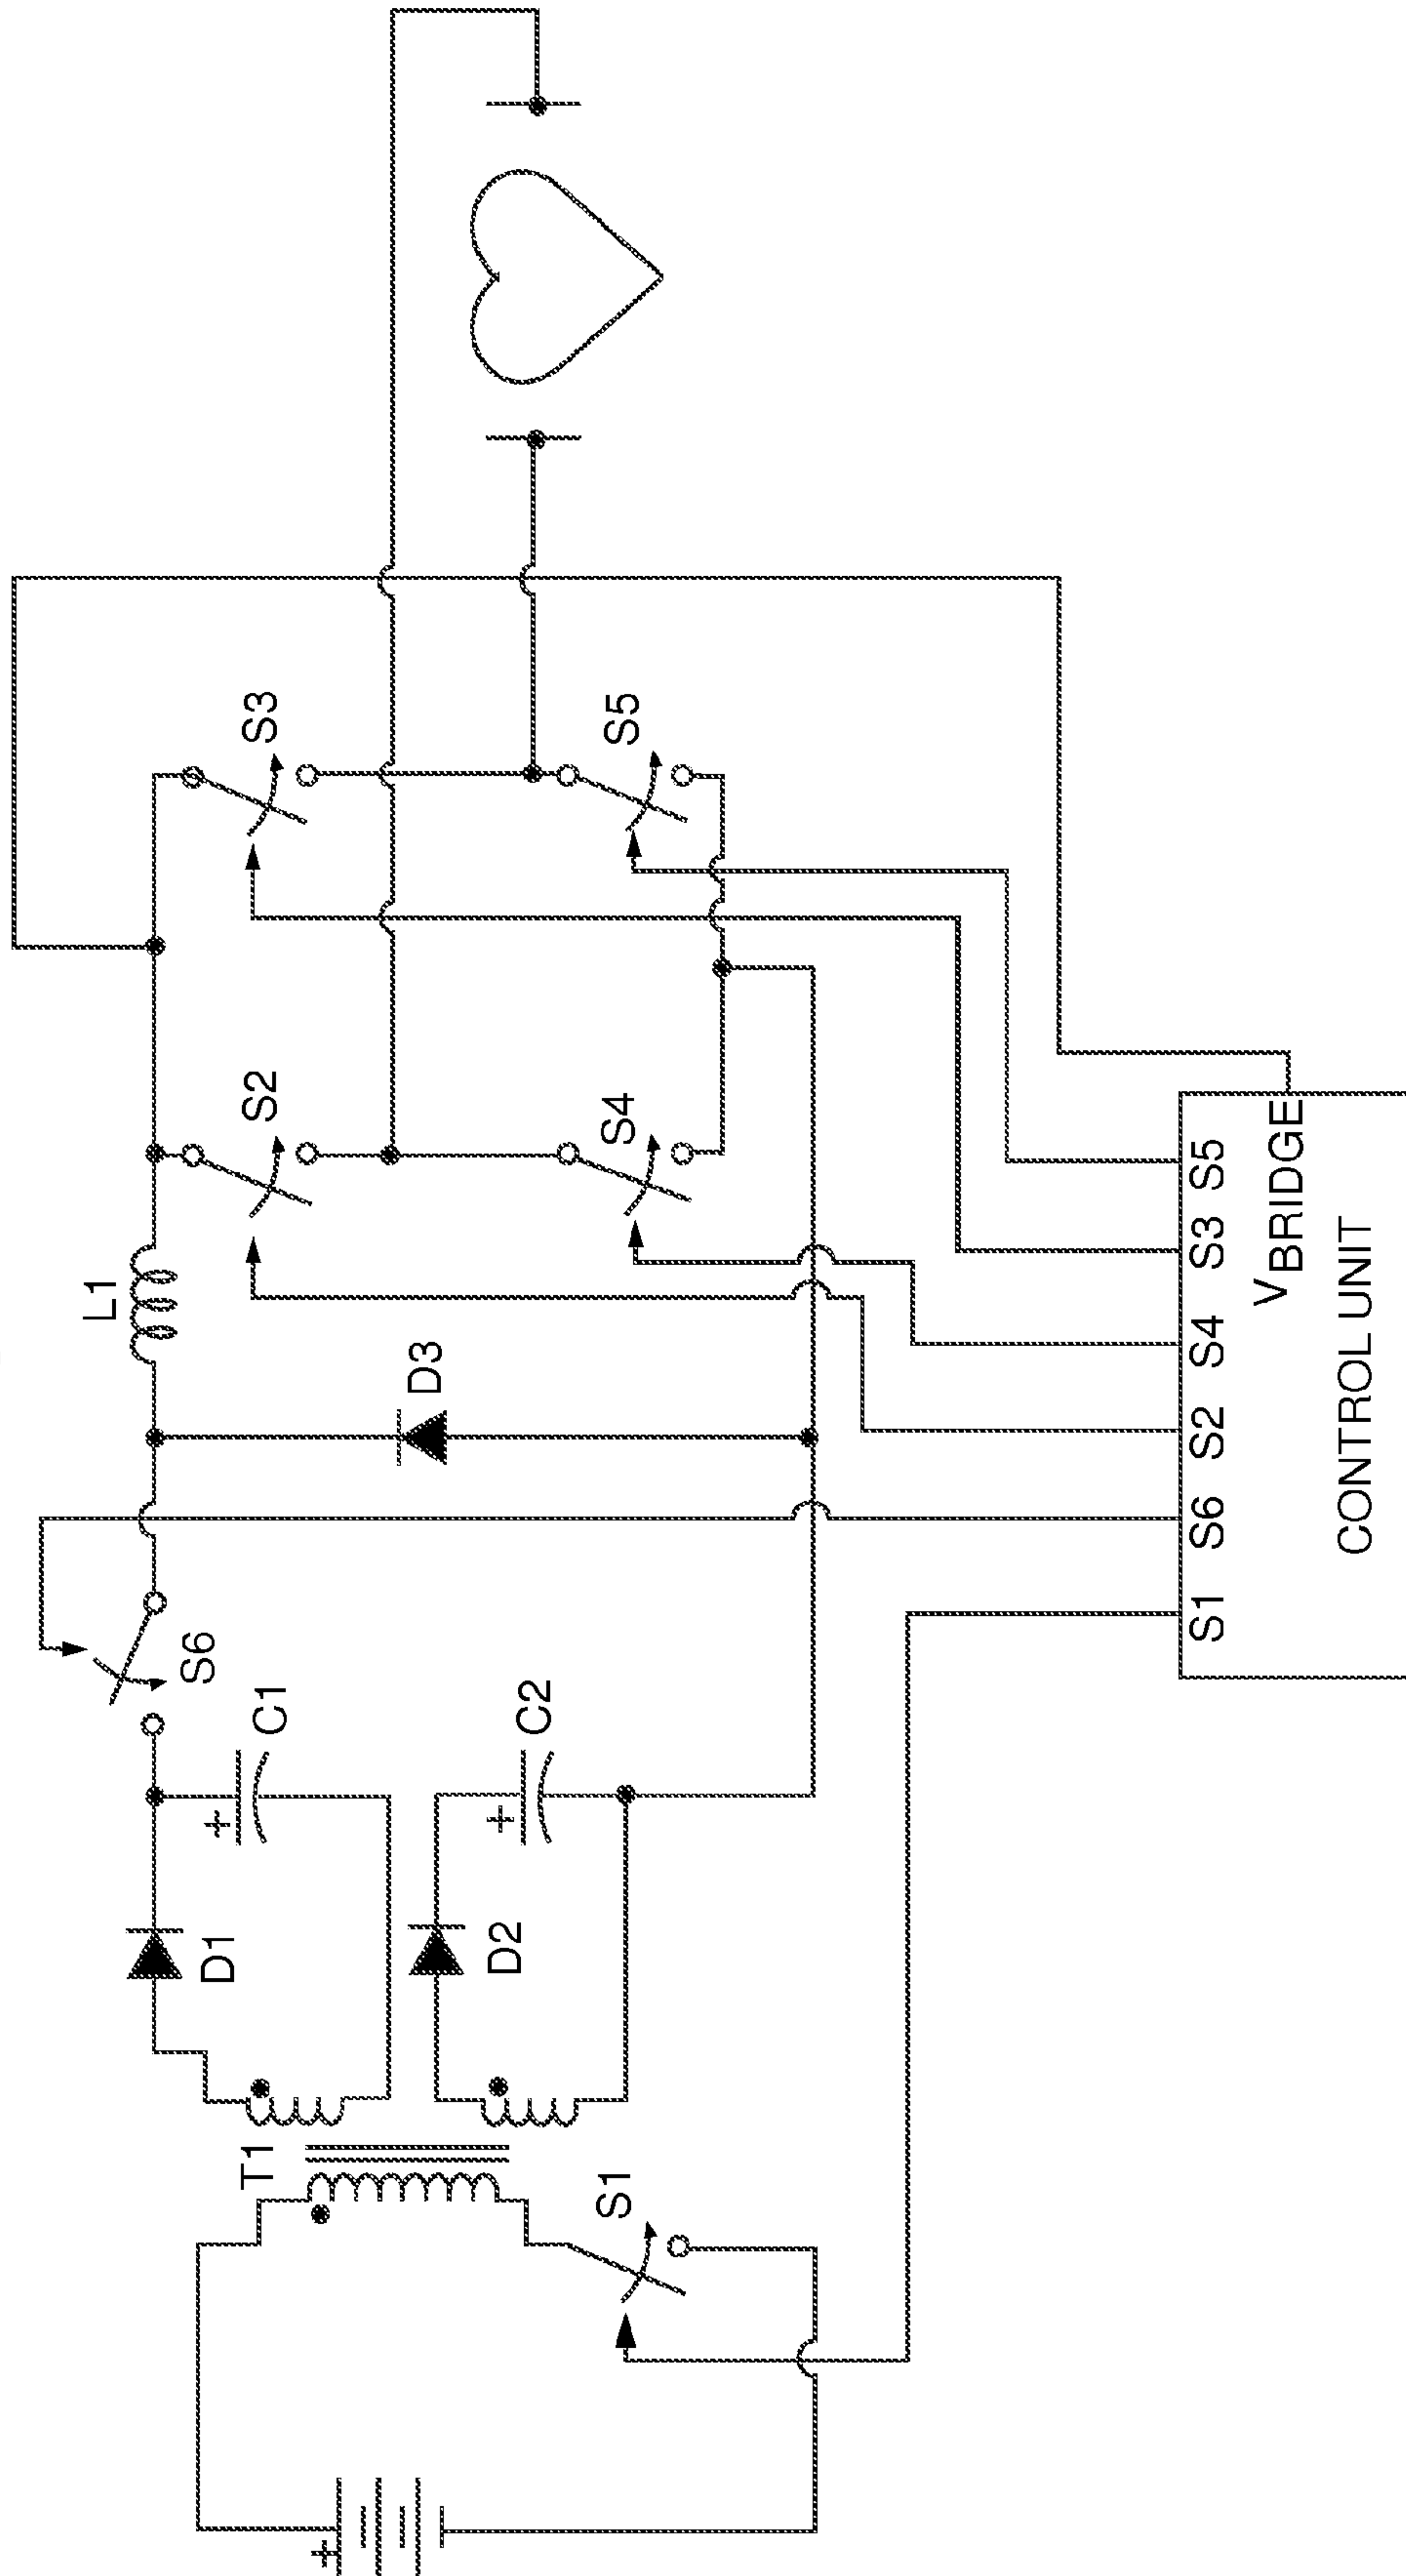 T1
S1
D1
D2
C1
C2
+
+
+
S6
D3
L1
S2
S4
S3
S5
S1
S6
S2
S4
S3
S5
VBRIDGE
CONTROL UNIT